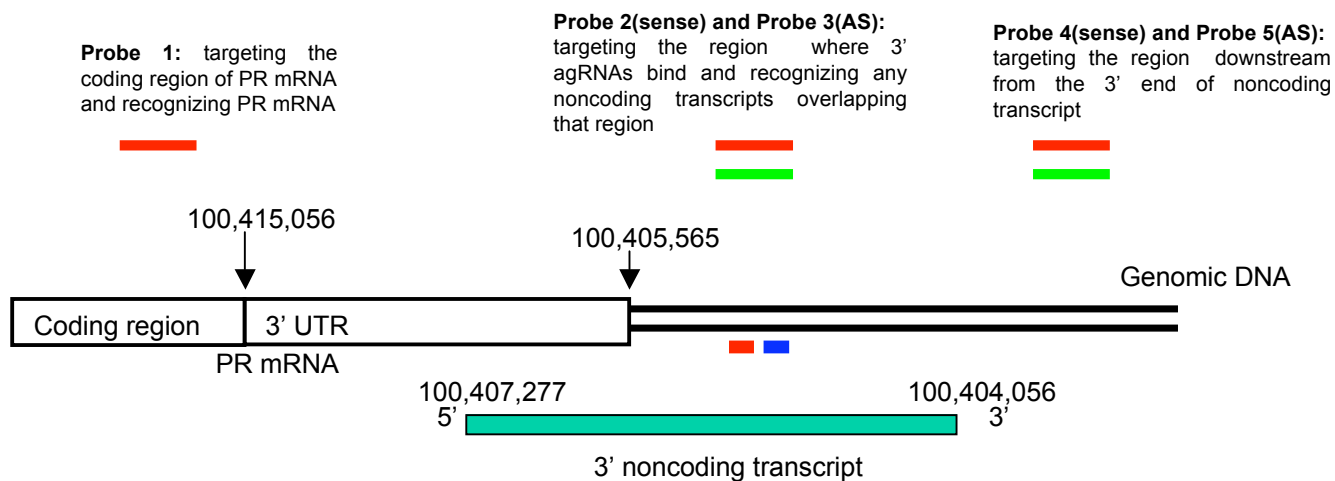 Probe 1: targeting the
coding region of PR mRNA
and recognizing PR mRNA
Probe 2(sense) and Probe 3(AS):
targeting the region where 3’
agRNAs bind and recognizing any
noncoding transcripts overlapping
that region
Probe 4(sense) and Probe 5(AS):
targeting the region downstream
from the 3’ end of noncoding
transcript
100,415,056
100,405,565
Genomic DNA
Coding region
3’ UTR
PR mRNA
100,407,277
100,404,056
5’
3’
3’ noncoding transcript